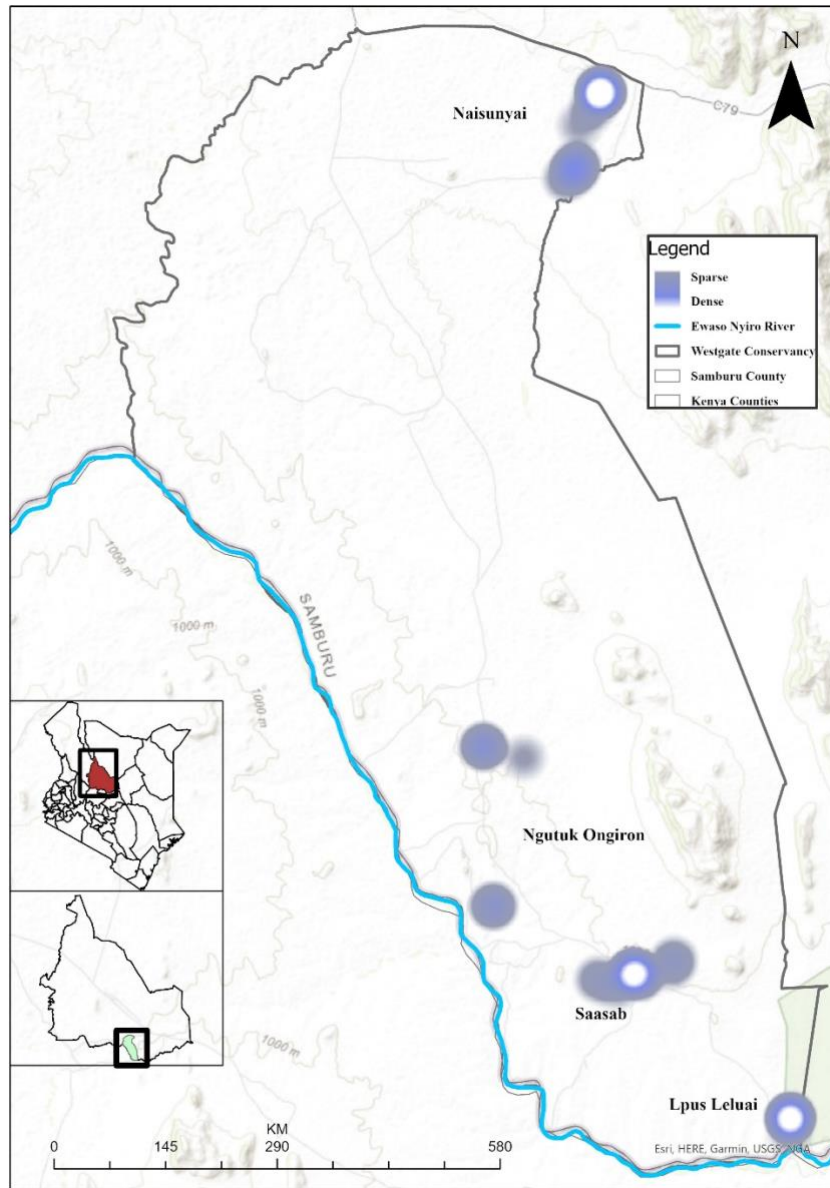 N
C79
Naisunyai
Legend
Sparse
Dense
Ewaso Nyiro River
Westgate Conservancy
Samburu County
Kenya Counties
1000 m
1000 m
SAMBURU
1000 m
Ngutuk Ongiron
Saasab
1000 m
Lpus Leluai
KM
0 145 290 580
Esri, HERE, Garmin, USGS, NGA